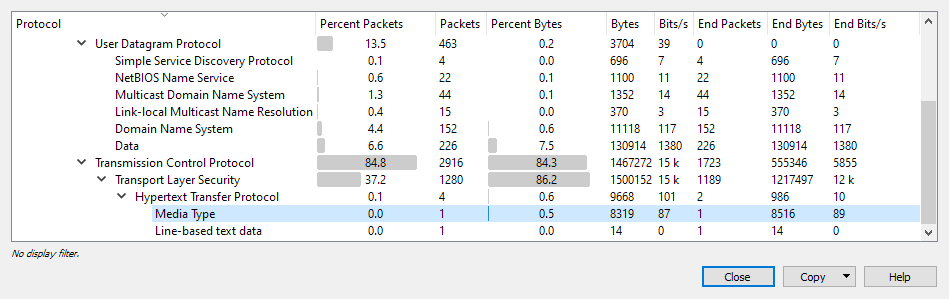 Protocol Percent Packets Packets Percent Bytes Bytes Bits/s End Packets End Bytes End Bits/s
User Datagram Protocol 13.5 463 0.2 3704 39 0 0 0
Simple Service Discovery Protocol 0.1 4 0.0 696 7 4 696 7
NetBIOS Name Service 0.6 22 0.1 1100 11 22 1100 11
Multicast Domain Name System 1.3 44 0.1 1352 14 44 1352 14
Link-local Multicast Name Resolution 0.4 15 0.0 370 3 15 370 3
Domain Name System 4.4 152 0.6 11118 117 152 11118 117
Data 6.6 226 7.5 130914 1380 226 130914 1380
Transmission Control Protocol 84.8 2916 84.3 1467272 15 k 1723 555346 5855
Transport Layer Security 37.2 1280 86.2 1500152 15 k 1189 1217497 12 k
Hypertext Transfer Protocol 0.1 4 0.6 9668 101 2 986 10
Media Type 0.0 1 0.5 8319 87 1 8516 89
Line-based text data 0.0 1 0.0 14 0 1 14 0
No display filter.
Close Copy Help